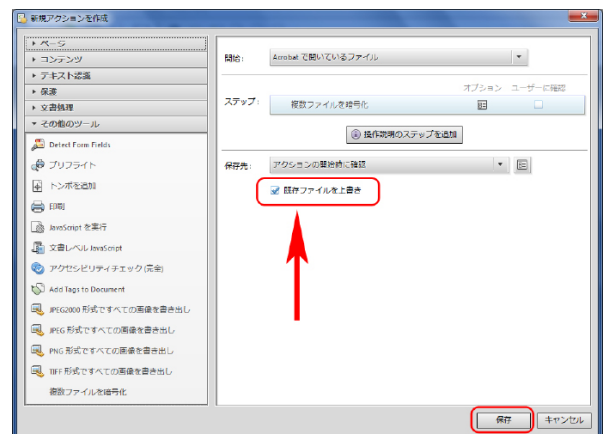 新規アクションを作成
ページ
コンテンツ
テキスト認識
保護
文書処理
その他のツール
Detect Form Fields
プリフライト
トンボを追加
印刷
JavaScript を実行
文書レベル JavaScript
アクセシビリティチェック(完全)
Add Tags to Document
JPEG2000 形式ですべての画像を書き出し
JPEG 形式ですべての画像を書き出し
PNG 形式ですべての画像を書き出し
TIFF 形式ですべての画像を書き出し
複数ファイルを暗号化
開始: Acrobat で開いているファイル
オプション ユーザーに確認
ステップ: 複数ファイルを暗号化
操作説明のステップを追加
保存先: アクションの開始時に確認
既存ファイルを上書き
保存 キャンセル